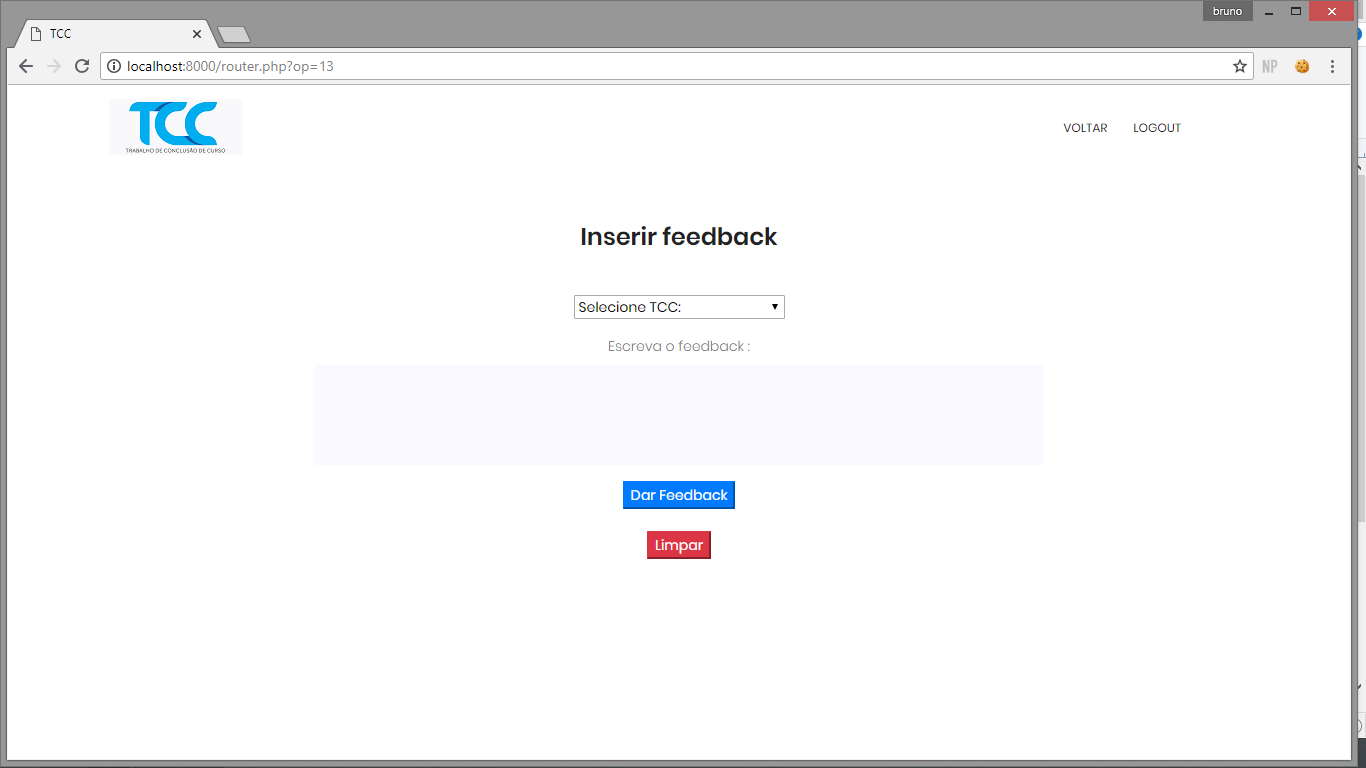 bruno
TCC
localhost:8000/router.php?op=13
NP
TCC
TRABALHO DE CONCLUSÃO DE CURSO
VOLTAR LOGOUT
Inserir feedback
Selecione TCC:
Escreva o feedback :
Dar Feedback
Limpar